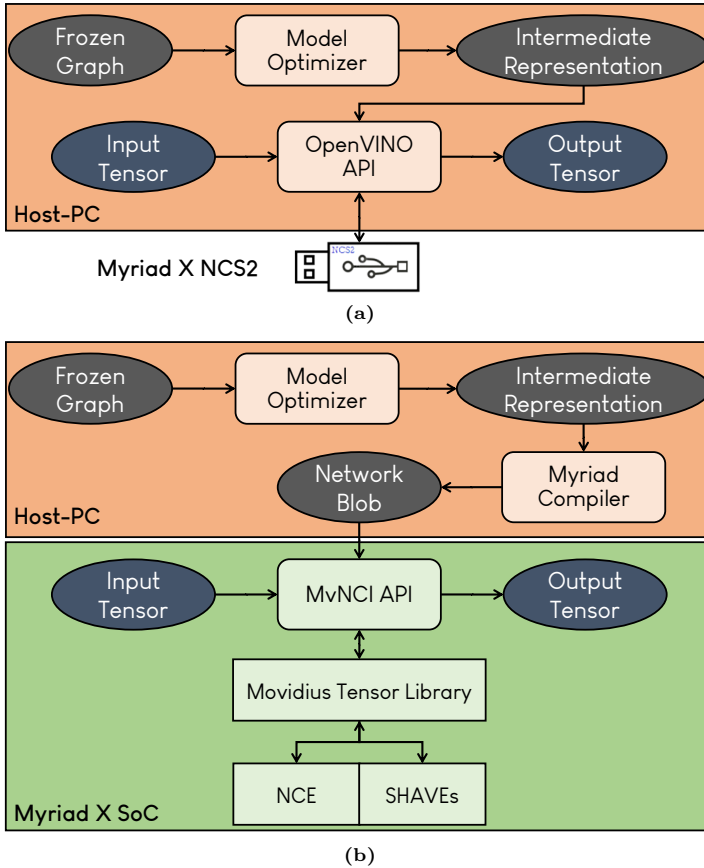 Frozen
Graph
Model
Optimizer
Intermediate
Representation
Input
Tensor
OpenVINO
API
Output
Tensor
Host-PC
Myriad X NCS2
NCS2
(a)
Frozen
Graph
Model
Optimizer
Intermediate
Representation
Network
Blob
Myriad
Compiler
Host-PC
Input
Tensor
MvNCI API
Output
Tensor
Movidius Tensor Library
NCE
SHAVEs
Myriad X SoC
(b)